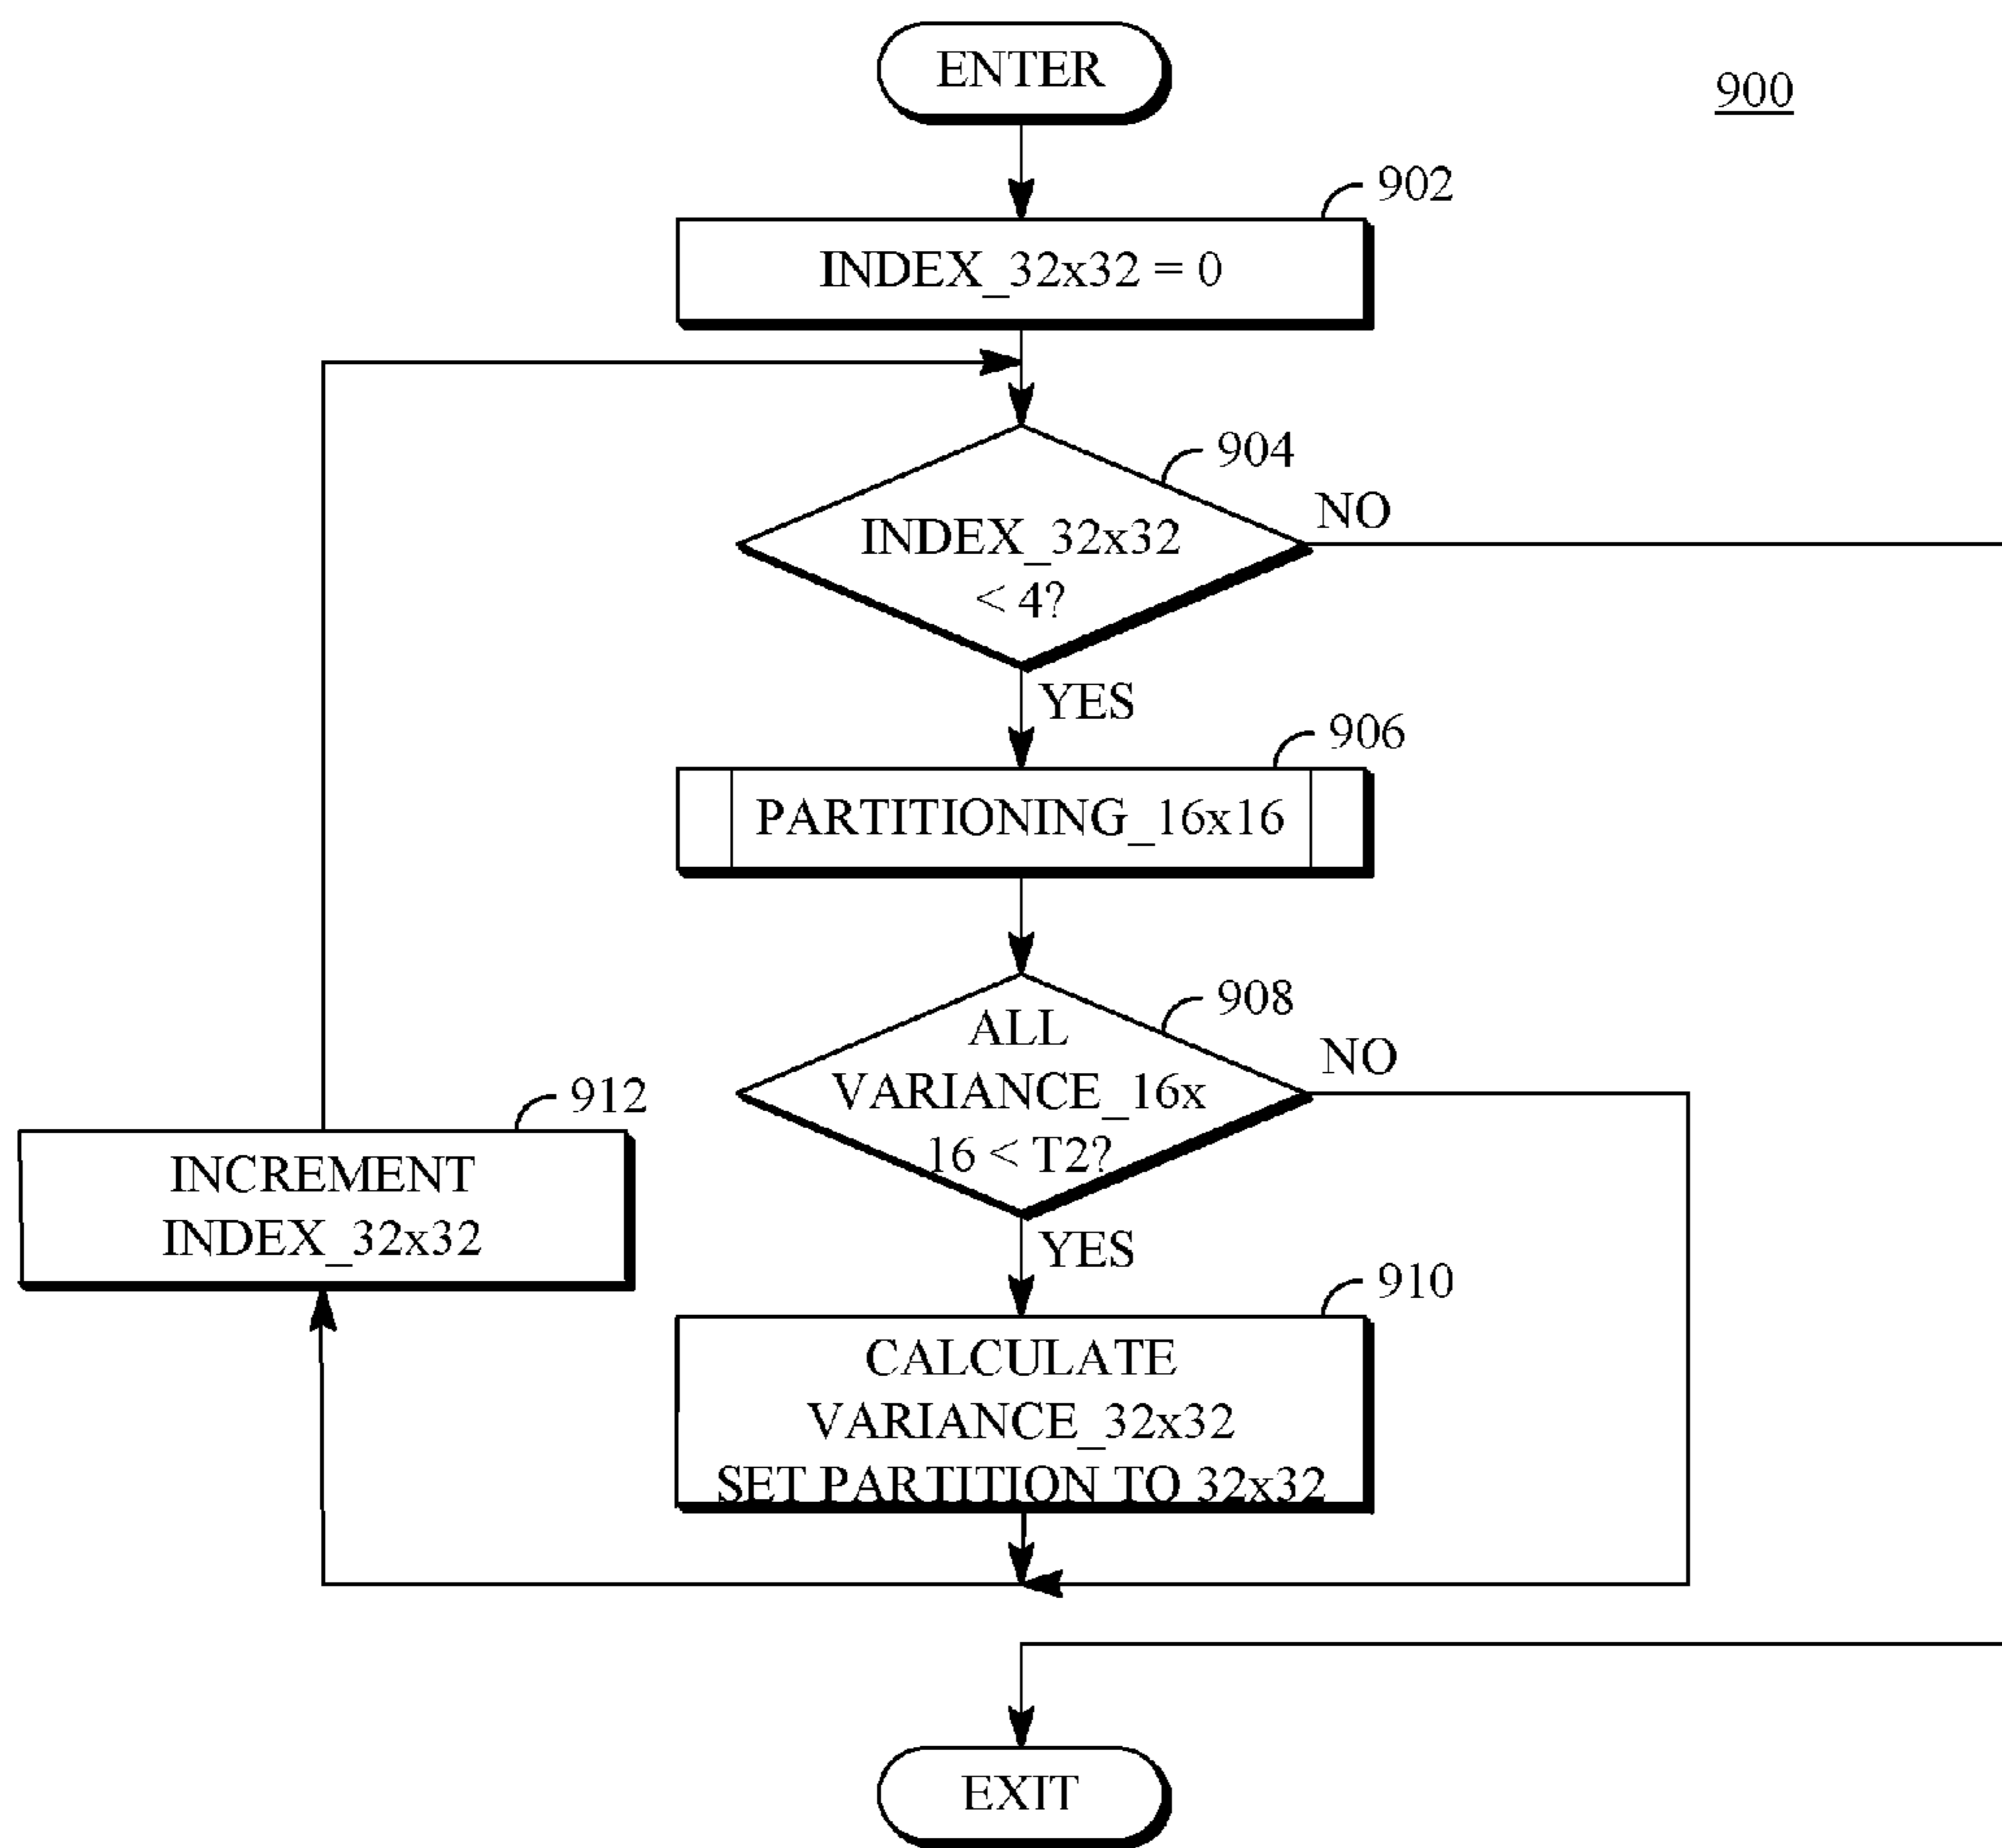 ENTER
900
902
INDEX_32x32 = 0
904
INDEX_32x32
< 4?
NO
YES
906
PARTITIONING_16x16
908
ALL
VARIANCE_16x
16 < T2?
NO
YES
912
INCREMENT
INDEX_32x32
910
CALCULATE
VARIANCE_32x32
SET PARTITION TO 32x32
EXIT